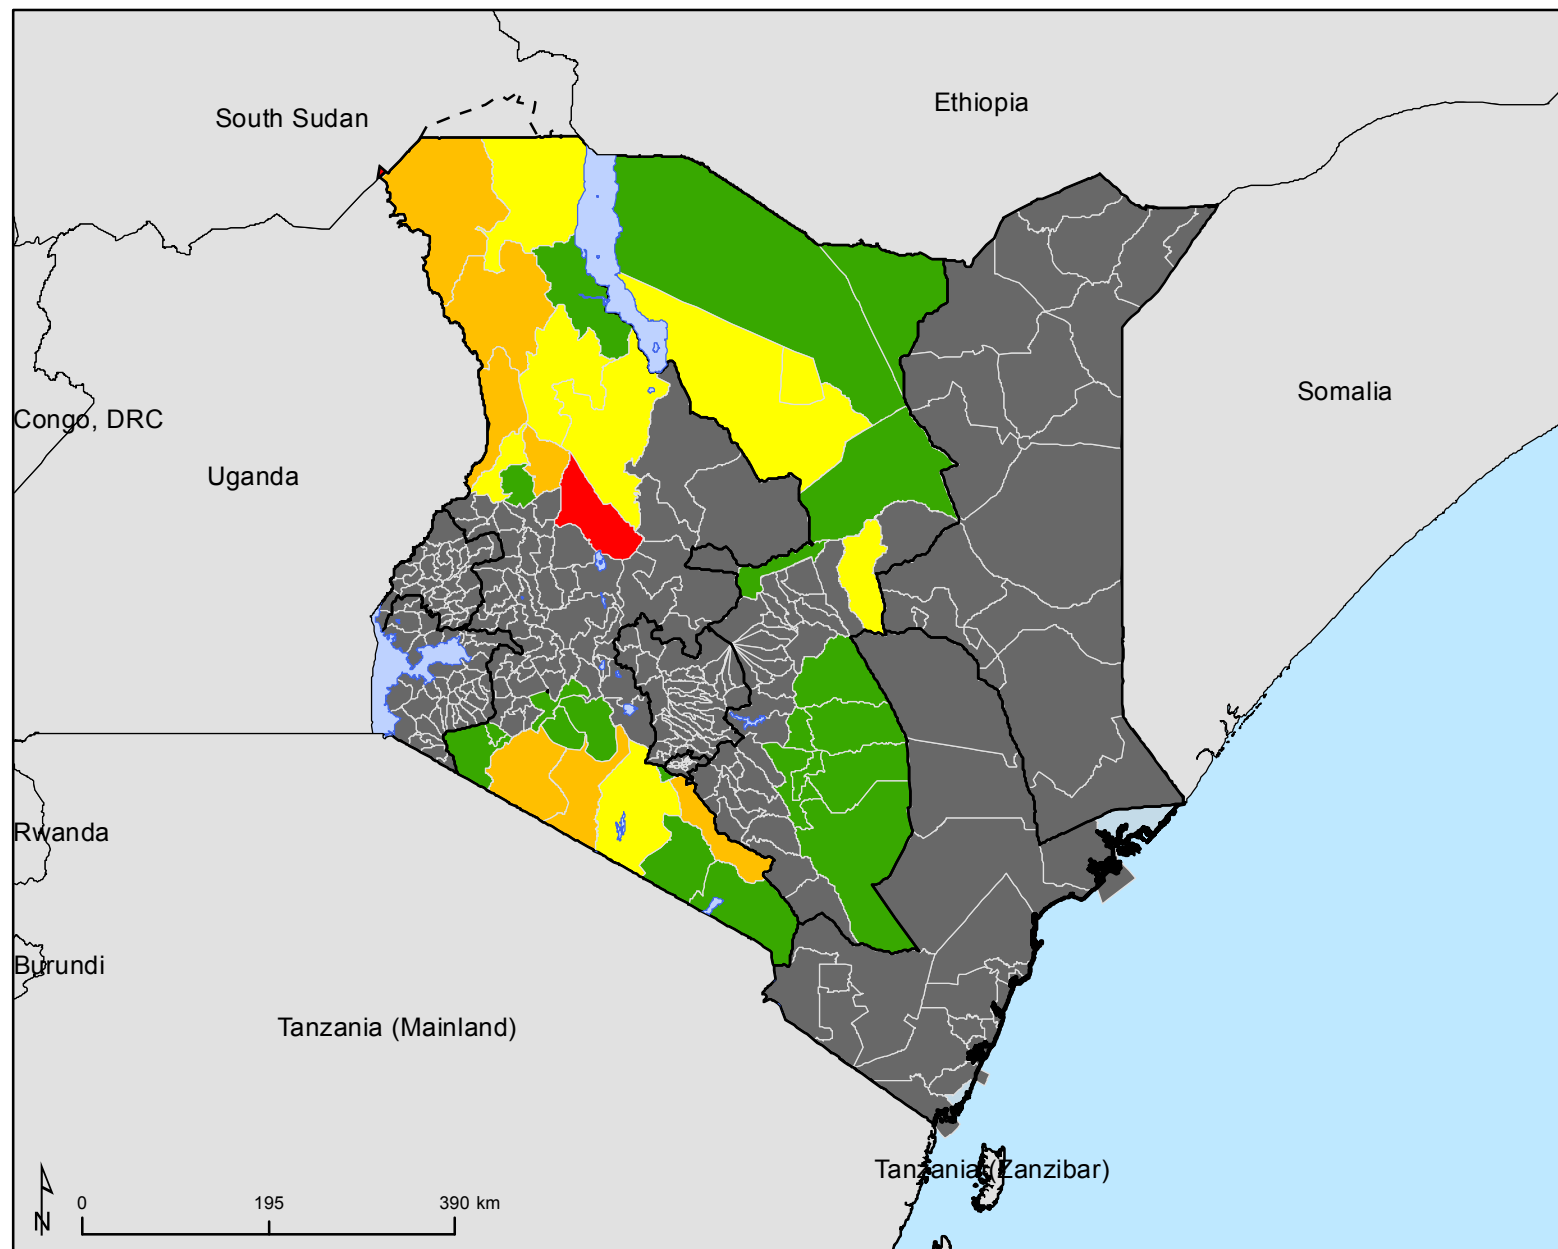 Ethiopia
South Sudan
Somalia
Congo, DRC
Uganda
Rwanda
Burundi
Tanzania (Mainland)
Tanzania (Zanzibar)
0 195 390 km
N